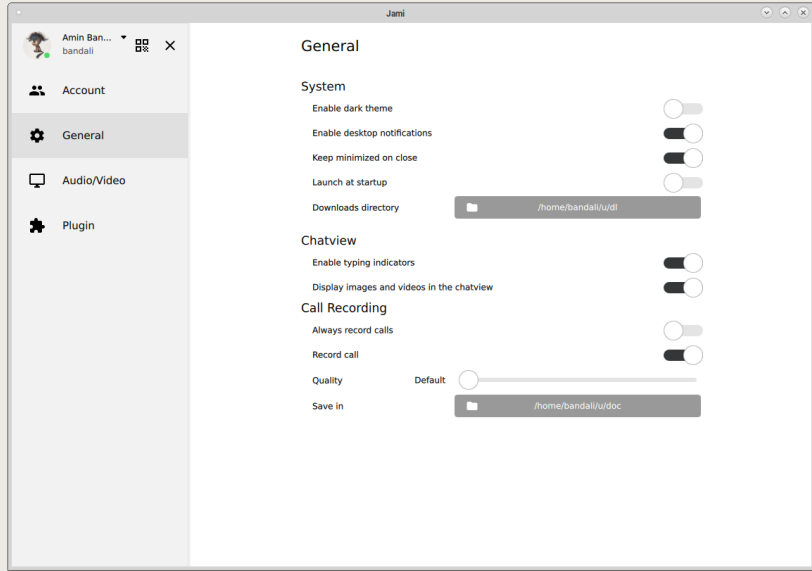 Jami
Amin Ban...
bandali
Account
General
Audio/Video
Plugin
General
System
Enable dark theme
Enable desktop notifications
Keep minimized on close
Launch at startup
Downloads directory /home/bandali/u/dl
Chatview
Enable typing indicators
Display images and videos in the chatview
Call Recording
Always record calls
Record call
Quality Default
Save in /home/bandali/u/doc